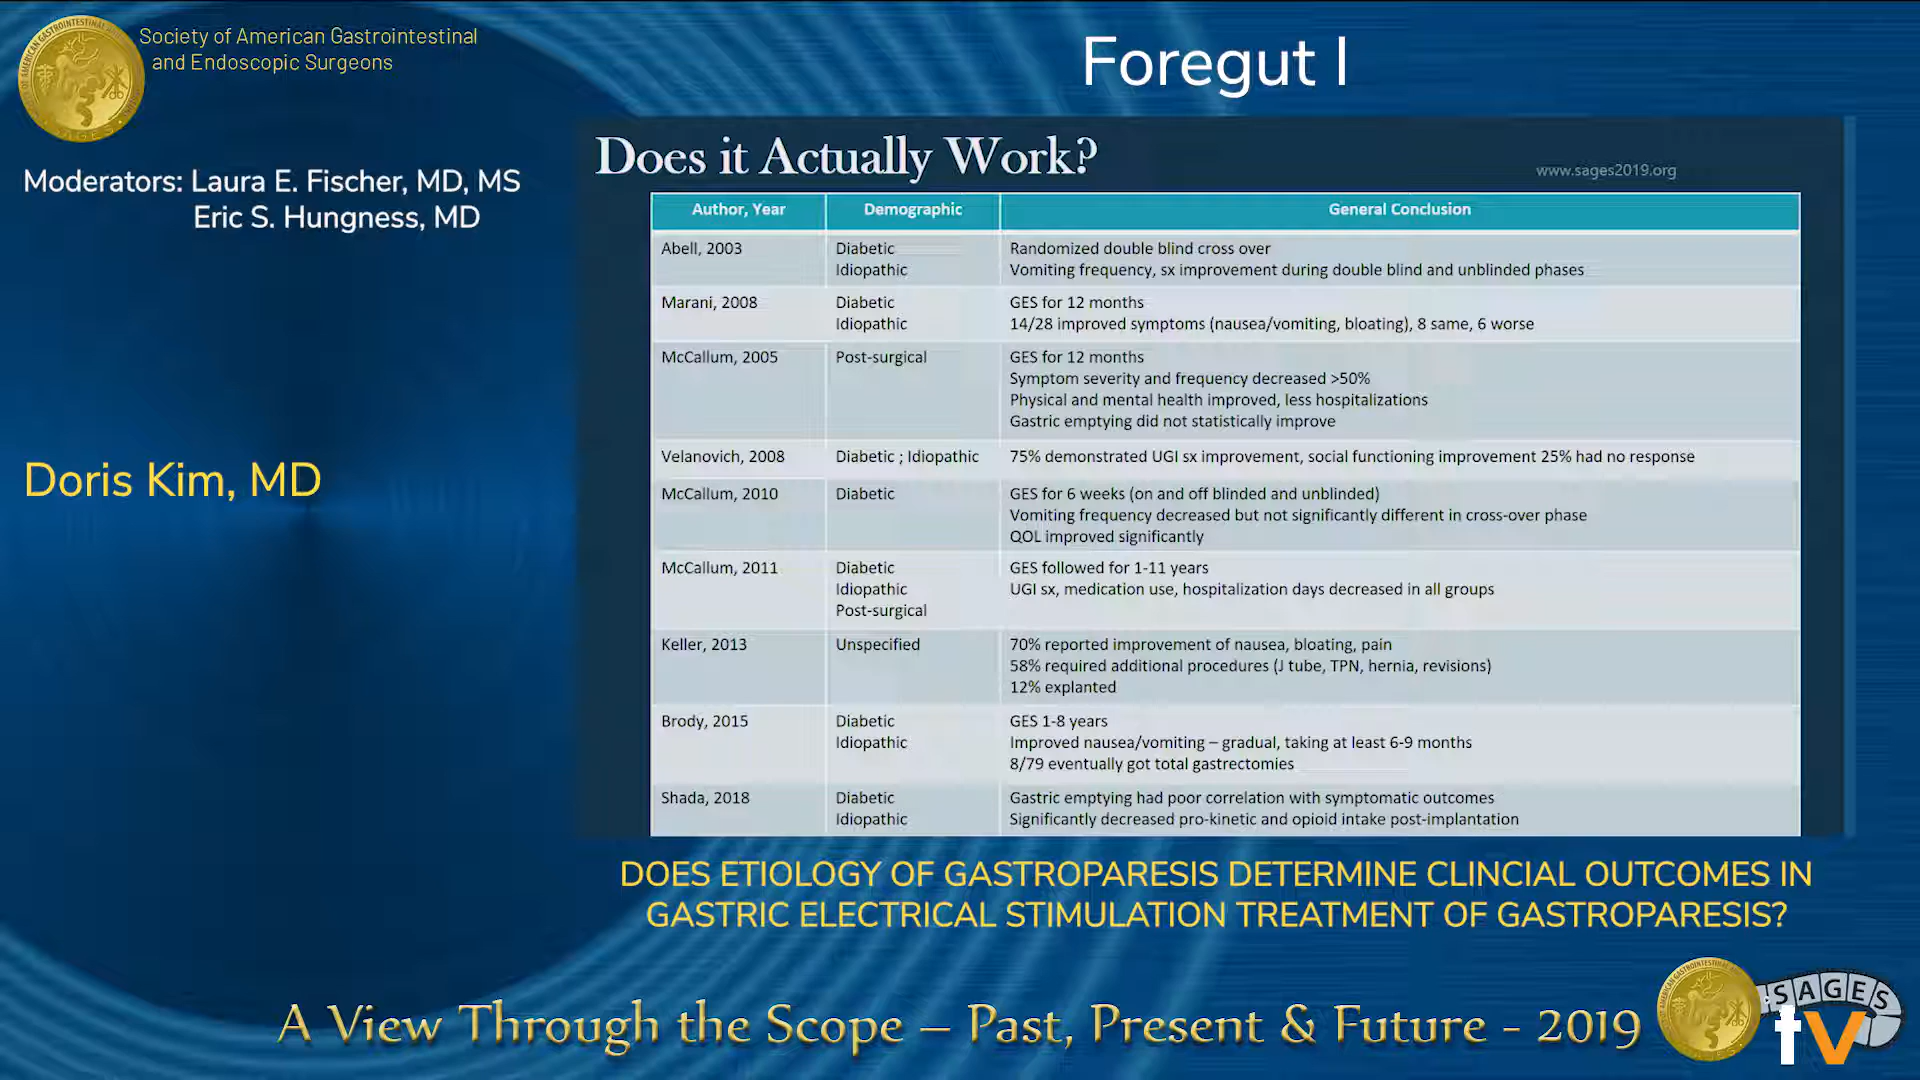 Society of American Gastrointestinal
and Endoscopic Surgeons
Foregut I
Moderators: Laura E. Fischer, MD, MS
Eric S. Hungness, MD
Doris Kim, MD
Does it Actually Work?
www.sages2019.org
Author, Year Demographic General Conclusion
Abell, 2003 Diabetic Randomized double blind cross over
Idiopathic Vomiting frequency, sx improvement during double blind and unblinded phases
Marani, 2008 Diabetic GES for 12 months
Idiopathic 14/28 improved symptoms (nausea/vomiting, bloating), 8 same, 6 worse
McCallum, 2005 Post-surgical GES for 12 months
Symptom severity and frequency decreased >50%
Physical and mental health improved, less hospitalizations
Gastric emptying did not statistically improve
Velanovich, 2008 Diabetic ; Idiopathic 75% demonstrated UGI sx improvement, social functioning improvement 25% had no response
McCallum, 2010 Diabetic GES for 6 weeks (on and off blinded and unblinded)
Vomiting frequency decreased but not significantly different in cross-over phase
QOL improved significantly
McCallum, 2011 Diabetic GES followed for 1-11 years
Idiopathic UGI sx, medication use, hospitalization days decreased in all groups
Post-surgical
Keller, 2013 Unspecified 70% reported improvement of nausea, bloating, pain
58% required additional procedures (J tube, TPN, hernia, revisions)
12% explanted
Brody, 2015 Diabetic GES 1-8 years
Idiopathic Improved nausea/vomiting – gradual, taking at least 6-9 months
8/79 eventually got total gastrectomies
Shada, 2018 Diabetic Gastric emptying had poor correlation with symptomatic outcomes
Idiopathic Significantly decreased pro-kinetic and opioid intake post-implantation
DOES ETIOLOGY OF GASTROPARESIS DETERMINE CLINCIAL OUTCOMES IN
GASTRIC ELECTRICAL STIMULATION TREATMENT OF GASTROPARESIS?
A View Through the Scope – Past, Present & Future - 2019
SAGES
tv